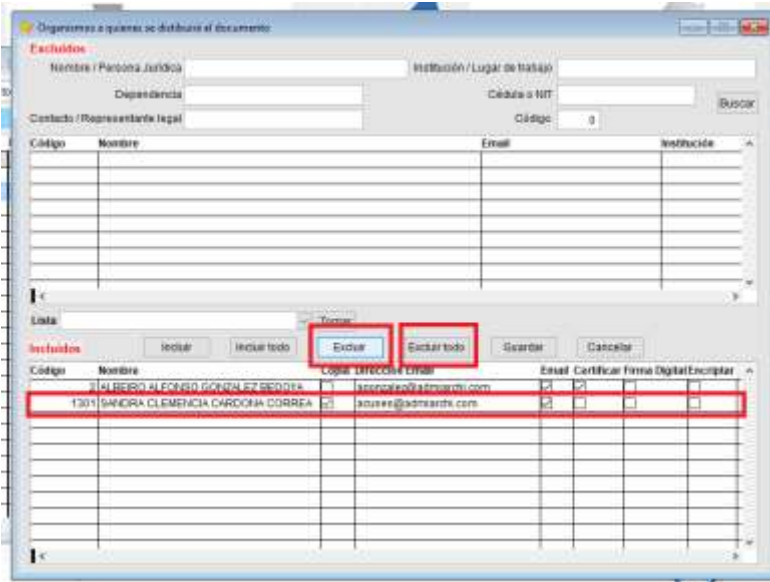 Organismos a quienes se distribuirá el documento
Excluidos
Nombre / Persona Jurídica Institución / Lugar de trabajo
Dependencia Cédula o NIT
Buscar
Contacto / Representante legal Código 0
Código Nombre Email Institución
Lista Tomar
Incluidos Incluir Incluir todo Excluir Excluir todo Guardar Cancelar
Código Nombre Copia Dirección Email Email Certificar Firma Digital Encriptar
2 ALBEIRO ALFONSO GONZALEZ BEDOYA agonzalez@admiarchi.com
1301 SANDRA CLEMENCIA CARDONA CORREA acuses@admiarchi.com